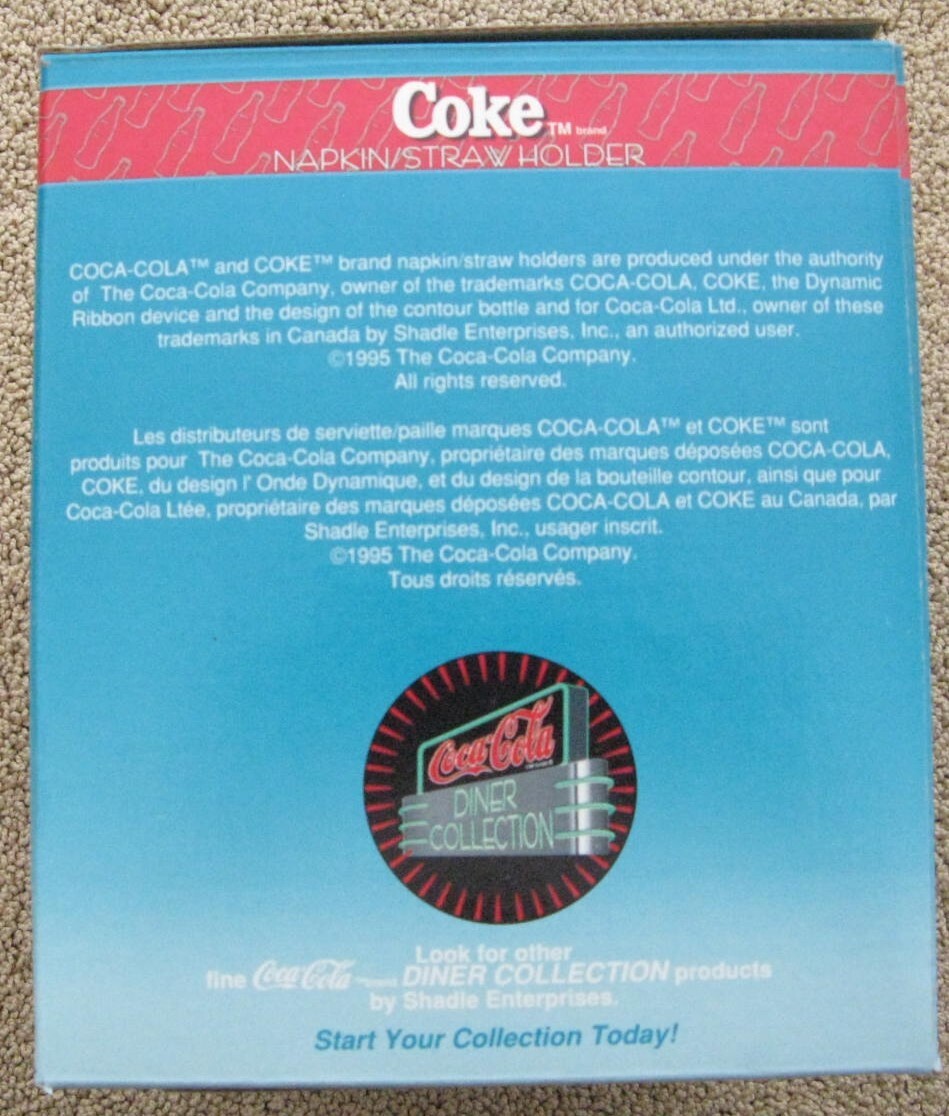 Coke™ brand
NAPKIN/STRAW HOLDER
COCA-COLA™ and COKE™ brand napkin/straw holders are produced under the authority
of The Coca-Cola Company, owner of the trademarks COCA-COLA, COKE, the Dynamic
Ribbon device and the design of the contour bottle and for Coca-Cola Ltd., owner of these
trademarks in Canada by Shadle Enterprises, Inc., an authorized user.
©1995 The Coca-Cola Company.
All rights reserved.
Les distributeurs de serviette/paille marques COCA-COLA™ et COKE™ sont
produits pour The Coca-Cola Company, propriétaire des marques déposées COCA-COLA,
COKE, du design l' Onde Dynamique, et du design de la bouteille contour, ainsi que pour
Coca-Cola Ltée, propriétaire des marques déposées COCA-COLA et COKE au Canada, par
Shadle Enterprises, Inc., usager inscrit.
©1995 The Coca-Cola Company.
Tous droits réservés.
Coca-Cola
DINER
COLLECTION
Look for other
fine Coca-Cola ™ brand DINER COLLECTION products
by Shadle Enterprises.
Start Your Collection Today!